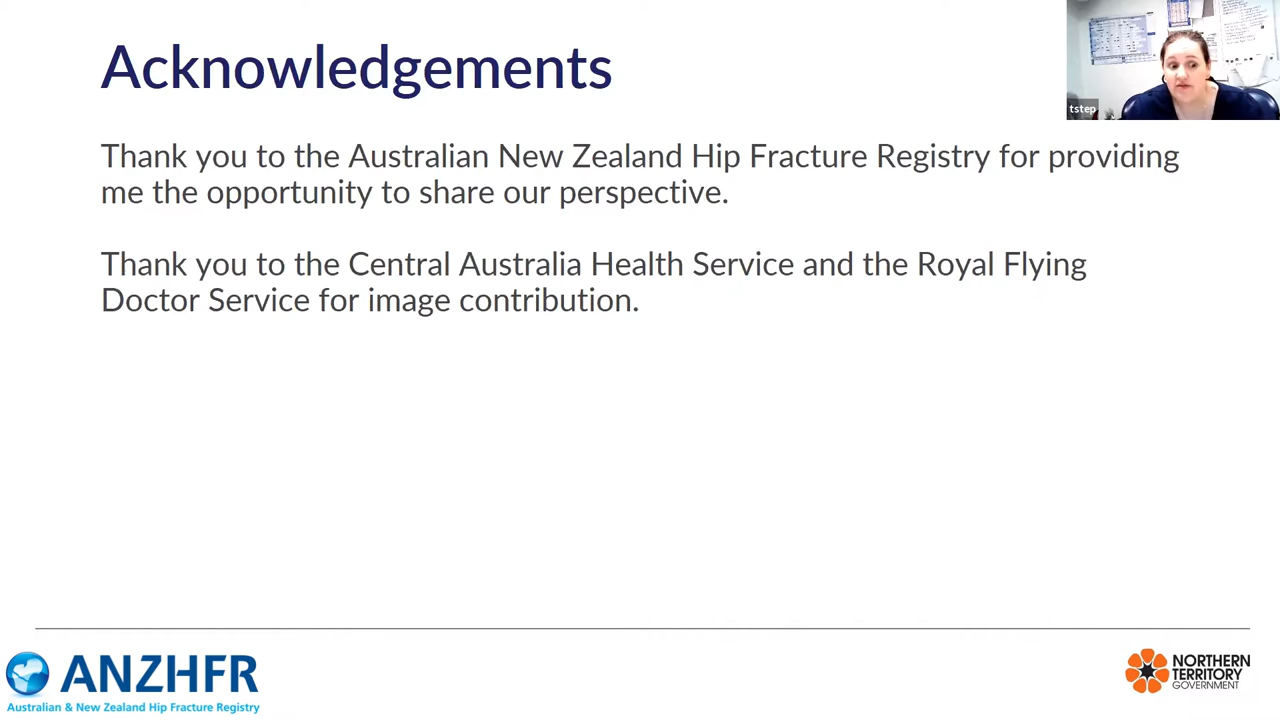 Acknowledgements
Thank you to the Australian New Zealand Hip Fracture Registry for providing
me the opportunity to share our perspective.
Thank you to the Central Australia Health Service and the Royal Flying
Doctor Service for image contribution.
tstep
ANZHFR
Australian & New Zealand Hip Fracture Registry
NORTHERN
TERRITORY
GOVERNMENT